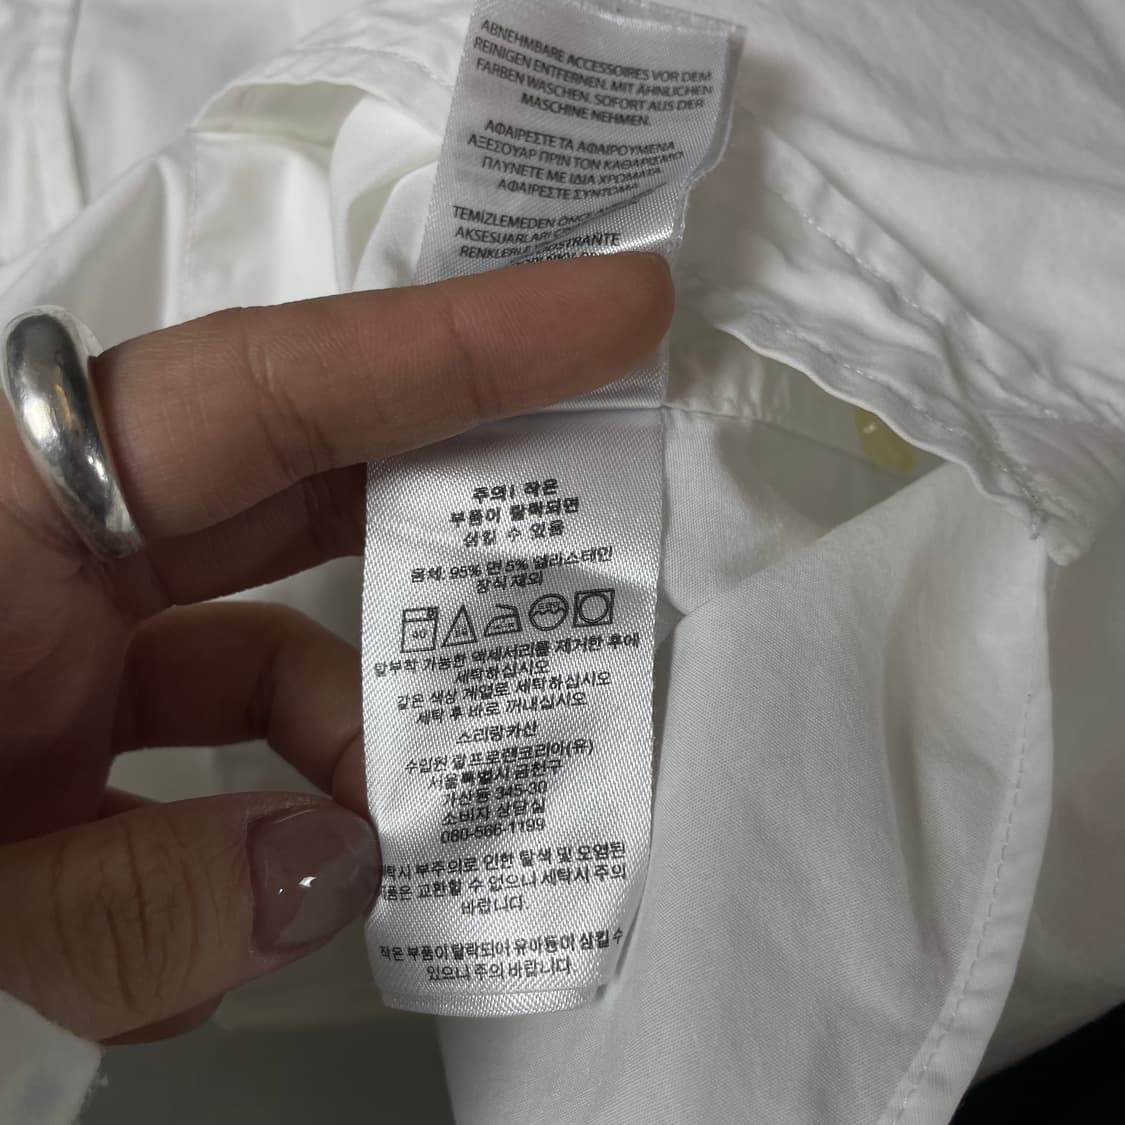 ABNEHMBARE ACCESSOIRES VOR DEM
REINIGEN ENTFERNEN. MIT ÄHNLICHEN
FARBEN WASCHEN. SOFORT AUS DER
MASCHINE NEHMEN.
ΑΦΑΙΡΕΣΤΕ ΤΑ ΑΦΑΙΡΟΥΜΕΝΑ
ΑΞΕΣΟΥΑΡ ΠΡΙΝ ΤΟΝ ΚΑΘΑΡΙΣΜΟ
ΠΛΥΝΕΤΕ ΜΕ ΙΔΙΑ ΧΡΩΜΑΤΑ
ΑΦΑΙΡΕΣΤΕ ΣΥΝΤΟΜΑ
TEMİZLEMEDEN
AKSESUARLARI
주의! 작은
부품이 탈락되면
삼킬 수 있음
몸체: 95% 면 5% 엘라스테인
장식 제외
40
탈부착 가능한 액세서리를 제거한 후에
세탁하십시오
같은 색상 계열로 세탁하십시오
세탁 후 바로 꺼내십시오
스리랑카산
수입원 랄프로렌코리아(유)
서울특별시 금천구
가산동 345-30
소비자 상담실
080-566-1199
부주의로 인한 탈색 및 오염된
교환할 수 없으니 세탁시 주의
바랍니다.
작은 부품이 탈락되어 유아들이 삼킬 수
있으니 주의 바랍니다